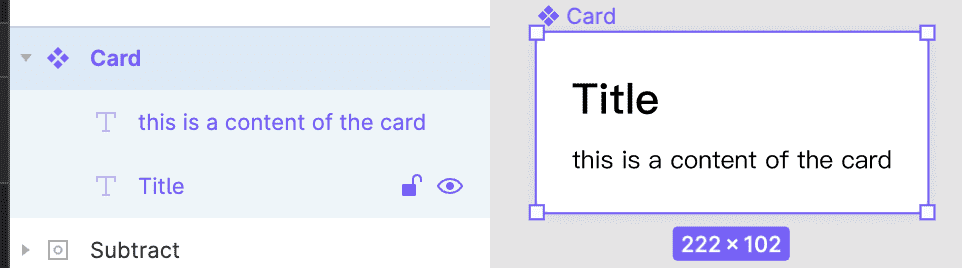 Card
this is a content of the card
Title
Subtract
Card
Title
this is a content of the card
222 × 102